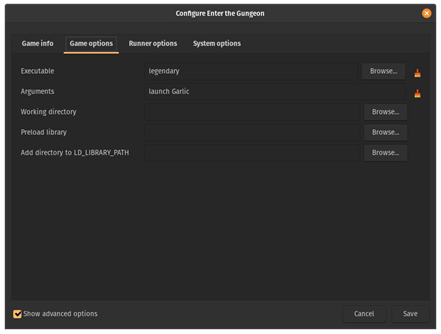 Configure Enter the Gungeon
Game info Game options Runner options System options
Executable legendary Browse...
Arguments launch Garlic
Working directory Browse...
Preload library Browse...
Add directory to LD_LIBRARY_PATH Browse...
Show advanced options Cancel Save